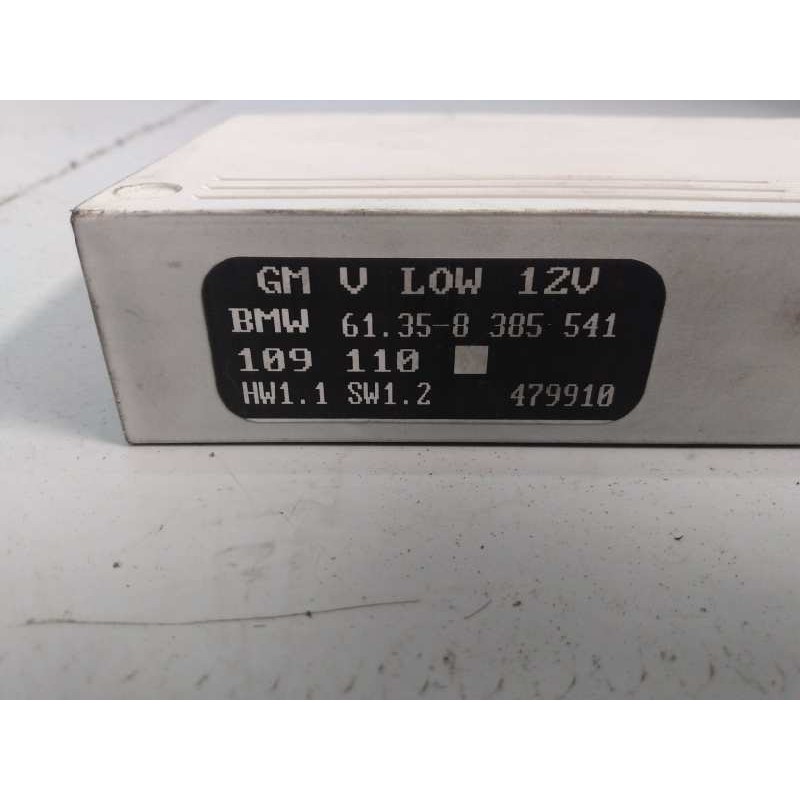 GM V LOW 12V
BMW 61.35-8 385 541
109 110
HW1.1 SW1.2 479910